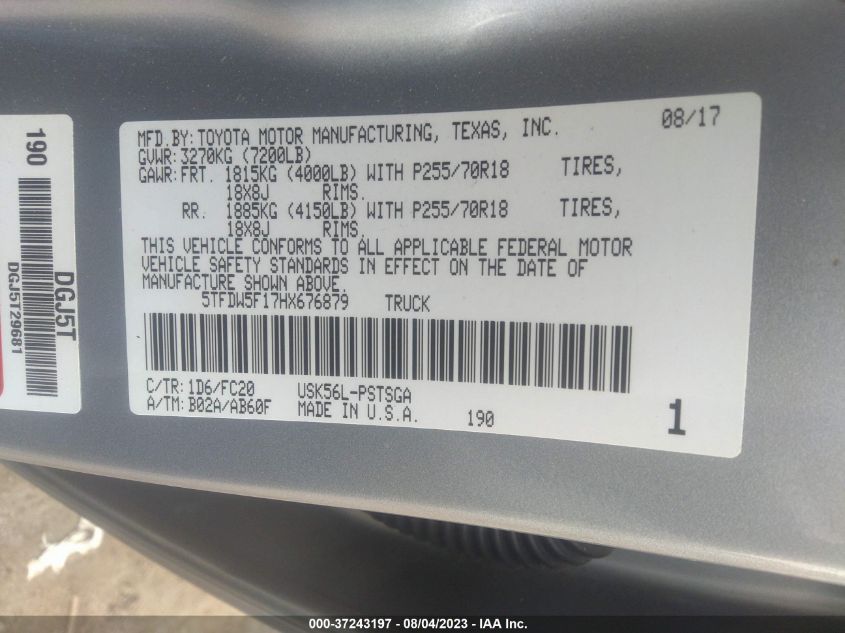 190
DGJ5T
DGJ5T29681
MFD.BY:TOYOTA MOTOR MANUFACTURING, TEXAS, INC. 08/17
GVWR:3270KG (7200LB)
GAWR:FRT. 1815KG (4000LB) WITH P255/70R18 TIRES,
18X8J RIMS.
RR. 1885KG (4150LB) WITH P255/70R18 TIRES,
18X8J RIMS.
THIS VEHICLE CONFORMS TO ALL APPLICABLE FEDERAL MOTOR
VEHICLE SAFETY STANDARDS IN EFFECT ON THE DATE OF
MANUFACTURE SHOWN ABOVE.
5TFDW5F17HX676879 TRUCK
C/TR:1D6/FC20 USK56L-PSTSGA
A/TM:B02A/AB60F MADE IN U.S.A. 190 1
000-37243197 - 08/04/2023 - IAA Inc.